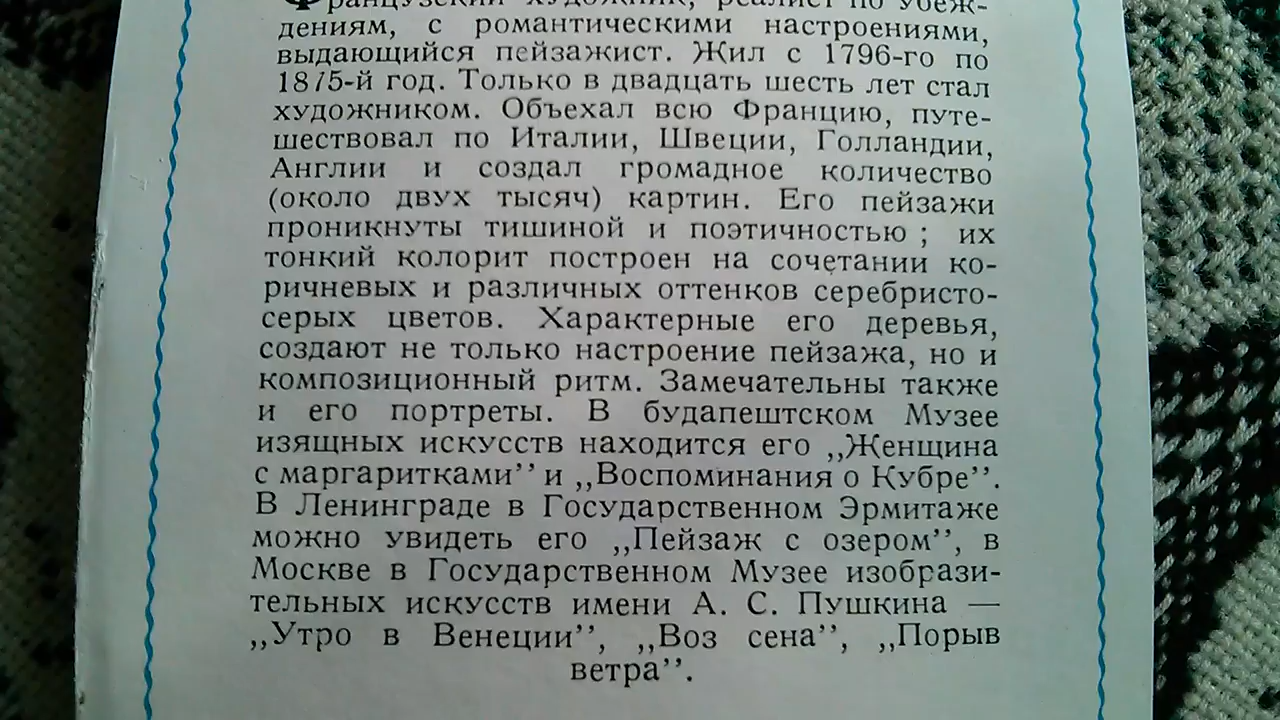 Французский художник, реалист по убеж-
дениям, с романтическими настроениями,
выдающийся пейзажист. Жил с 1796-го по
1875-й год. Только в двадцать шесть лет стал
художником. Объехал всю Францию, путе-
шествовал по Италии, Швеции, Голландии,
Англии и создал громадное количество
(около двух тысяч) картин. Его пейзажи
проникнуты тишиной и поэтичностью ; их
тонкий колорит построен на сочетании ко-
ричневых и различных оттенков серебристо-
серых цветов. Характерные его деревья,
создают не только настроение пейзажа, но и
композиционный ритм. Замечательны также
и его портреты. В будапештском Музее
изящных искусств находится его ,,Женщина
с маргаритками’’ и ,,Воспоминания о Кубре’’.
В Ленинграде в Государственном Эрмитаже
можно увидеть его ,,Пейзаж с озером’’, в
Москве в Государственном Музее изобрази-
тельных искусств имени А. С. Пушкина —
,,Утро в Венеции’’, ,,Воз сена’’, ,,Порыв
ветра’’.